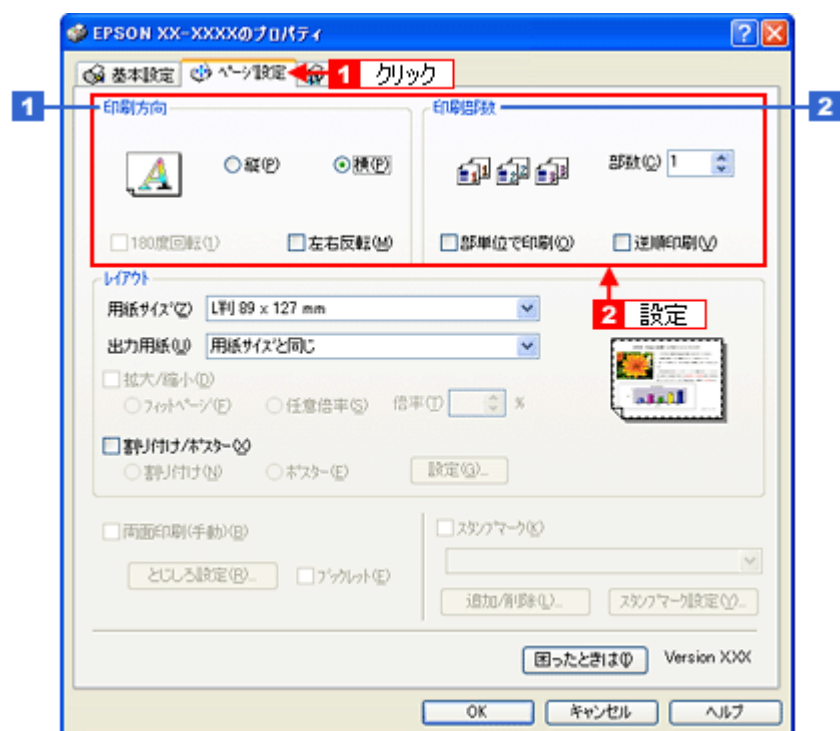 EPSON XX-XXXXのプロパティ
基本設定 ページ設定
1 クリック
1
2
印刷方向
縦(P) 横(P)
180度回転(1) 左右反転(M)
印刷部数
部数(C) 1
部単位で印刷(O) 逆順印刷(V)
2 設定
レイアウト
用紙サイズ(Z) L判 89 x 127 mm
出力用紙(U) 用紙サイズと同じ
拡大/縮小(D)
フィットページ(F) 任意倍率(S) 倍率(T) %
割り付け/ポスター(X)
割り付け(N) ポスター(E) 設定(G)...
両面印刷(手動)(B)
とじしろ設定(R)... ブックレット(E)
スタンプマーク(K)
追加/削除(L)... スタンプマーク設定(Y)...
困ったときは(I) Version XXX
OK キャンセル ヘルプ